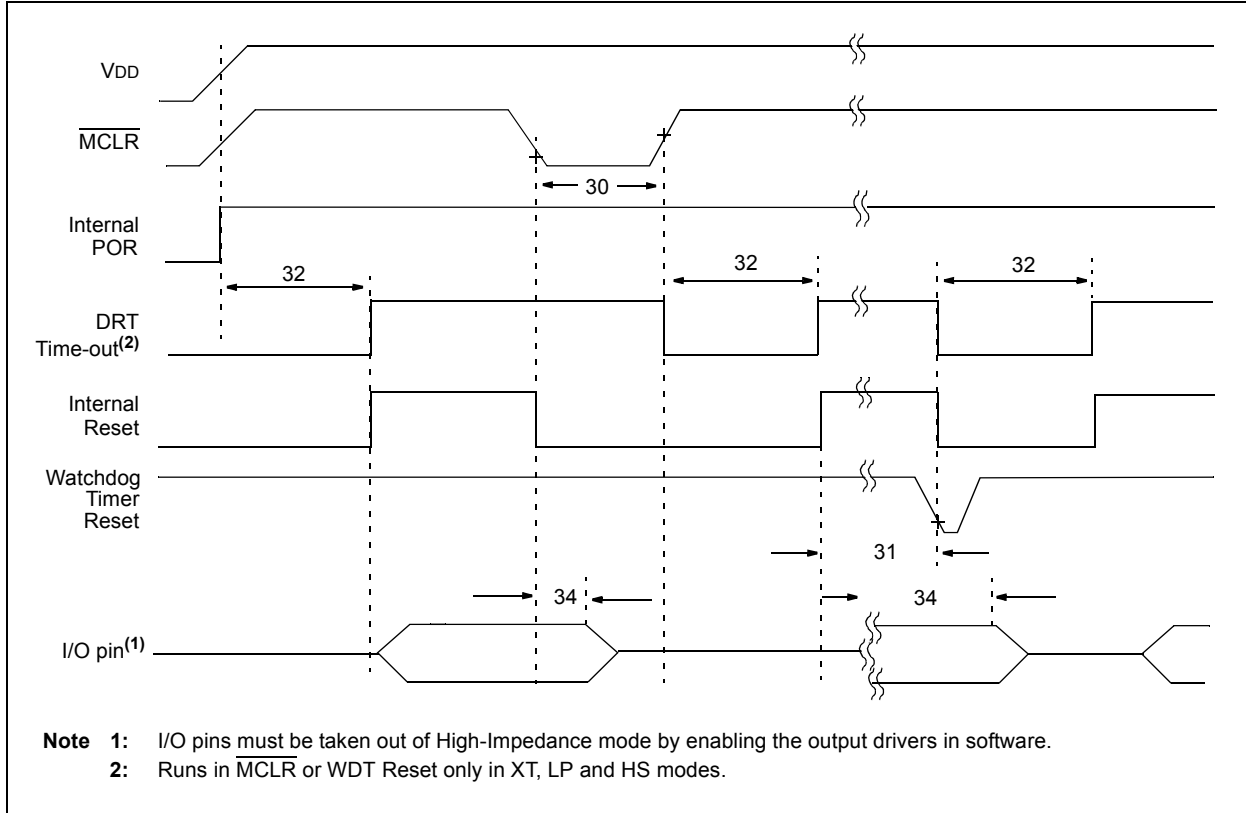 VDD
MCLR
30
Internal
POR
32
32
32
DRT
Time-out(2)
Internal
Reset
Watchdog
Timer
Reset
31
34
34
I/O pin(1)
Note 1: I/O pins must be taken out of High-Impedance mode by enabling the output drivers in software.
2: Runs in MCLR or WDT Reset only in XT, LP and HS modes.